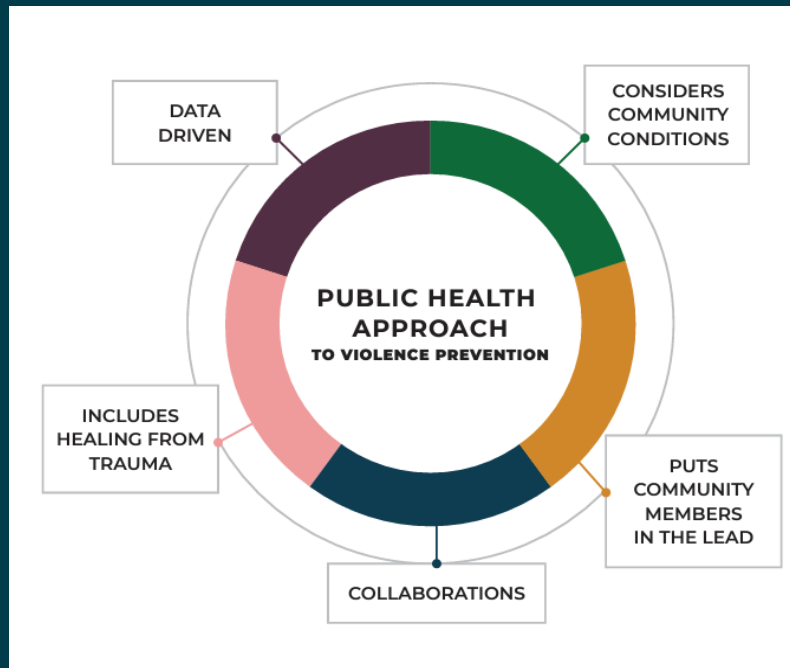 DATA
DRIVEN
CONSIDERS
COMMUNITY
CONDITIONS
PUBLIC HEALTH
APPROACH
TO VIOLENCE PREVENTION
INCLUDES
HEALING FROM
TRAUMA
PUTS
COMMUNITY
MEMBERS
IN THE LEAD
COLLABORATIONS